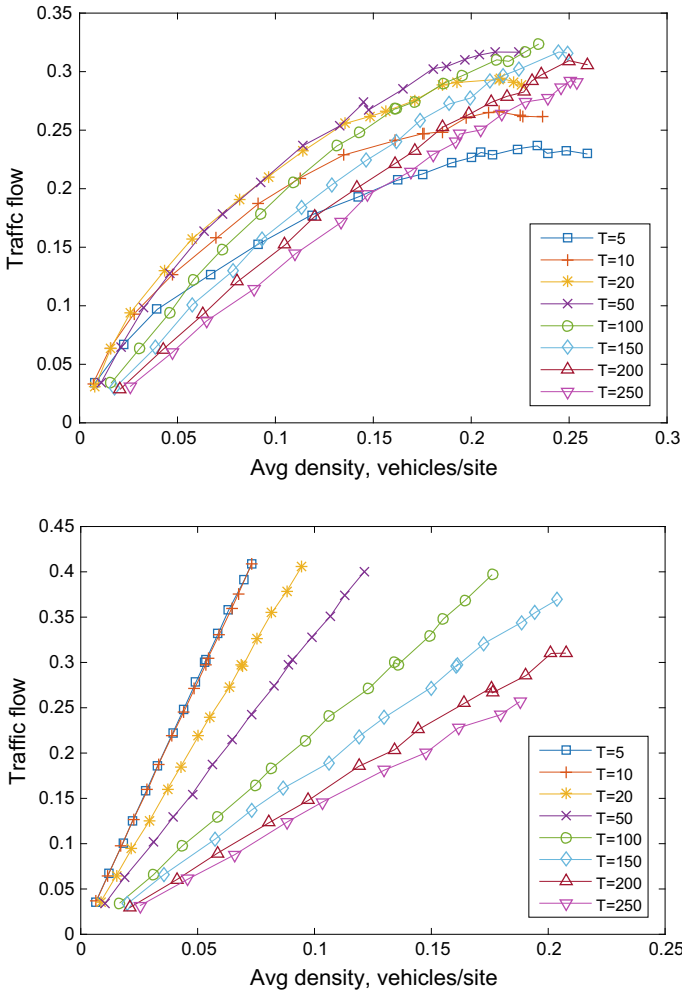 0.35
0.3
0.25
0.2
0.15
0.1
0.05
0
Traffc flow
0
0.05
0.1
0.15
0.2
0.25
0.3
Avg density, vehicles/site
T=5
T=10
T=20
T=50
T=100
T=150
T=200
T=250
0.45
0.4
0.35
0.3
0.25
0.2
0.15
0.1
0.05
0
Traffic flow
0
0.05
0.1
0.15
0.2
0.25
Avg density, vehicles/site
T=5
T=10
T=20
T=50
T=100
T=150
T=200
T=250